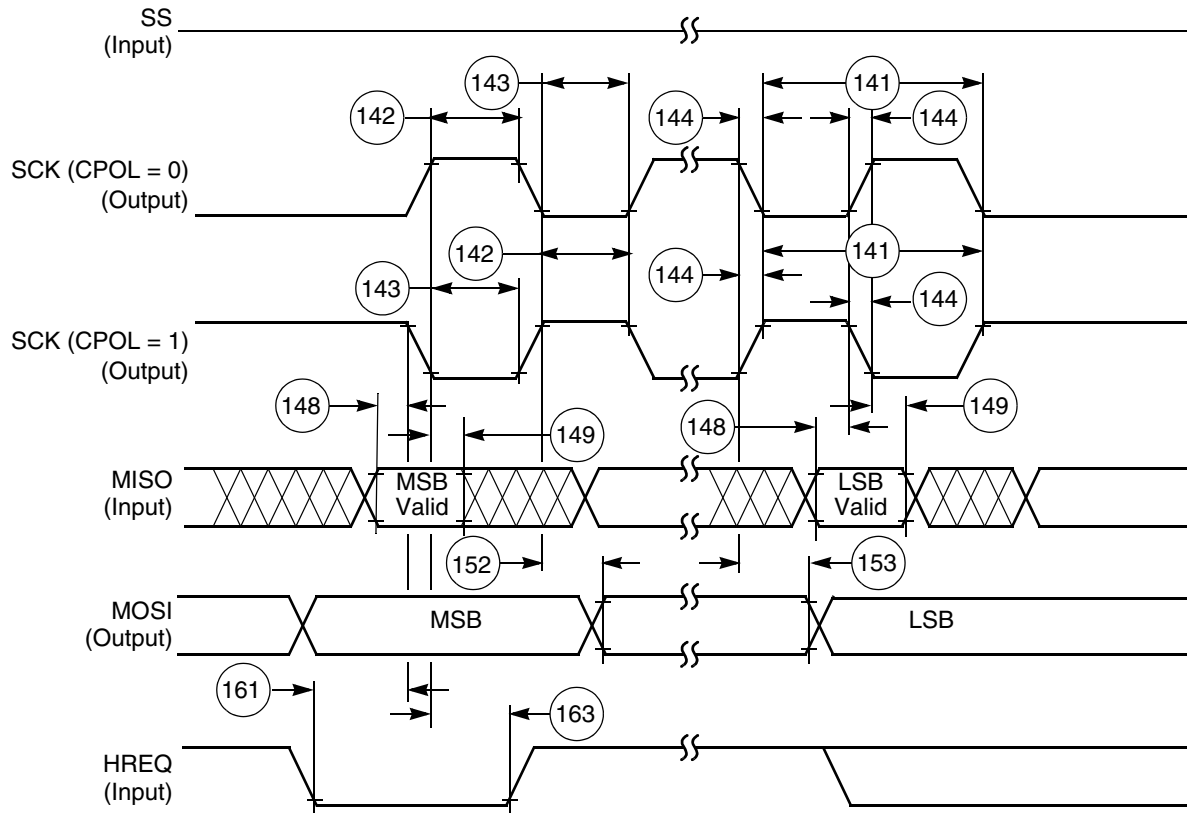 SS
(Input)
143
141
142
144
144
SCK (CPOL = 0)
(Output)
142
141
143
144
144
SCK (CPOL = 1)
(Output)
148
149
148
149
MISO
(Input)
MSB
Valid
LSB
Valid
152
153
MOSI
(Output)
MSB
LSB
161
163
HREQ
(Input)